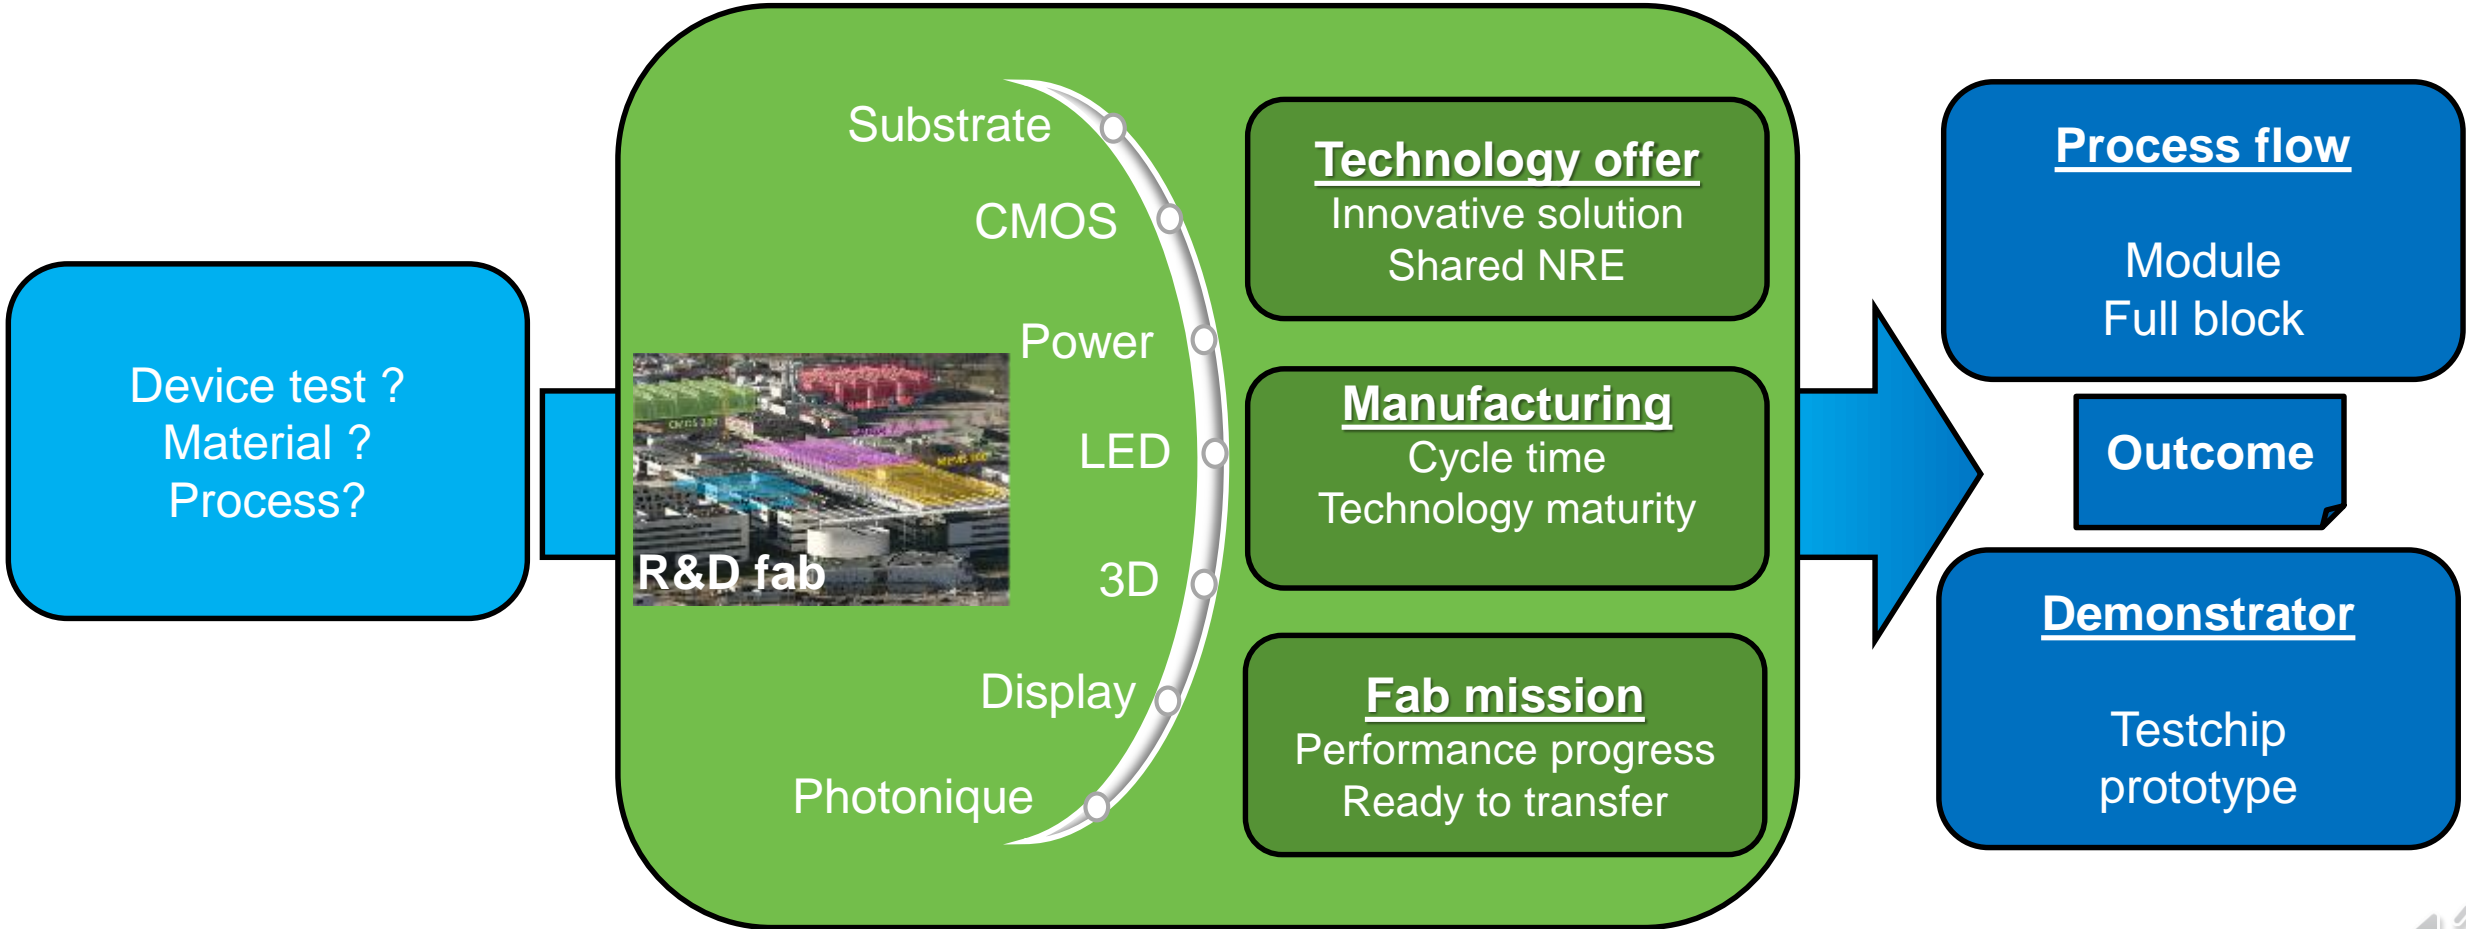 Device test ?
Material ?
Process?
Substrate
CMOS
Power
LED
3D
Display
Photonique
R&D fab
Technology offer
Innovative solution
Shared NRE
Manufacturing
Cycle time
Technology maturity
Fab mission
Performance progress
Ready to transfer
Process flow
Module
Full block
Outcome
Demonstrator
Testchip
prototype